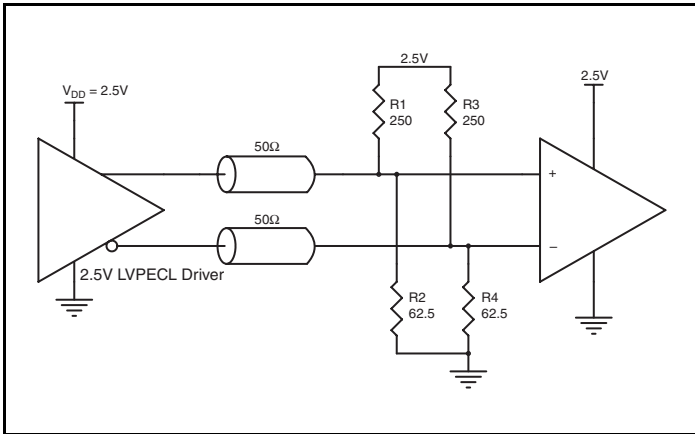 2.5V
2.5V
V_DD = 2.5V
R1
250
R3
250
50Ω
+
50Ω
–
2.5V LVPECL Driver
R2
62.5
R4
62.5